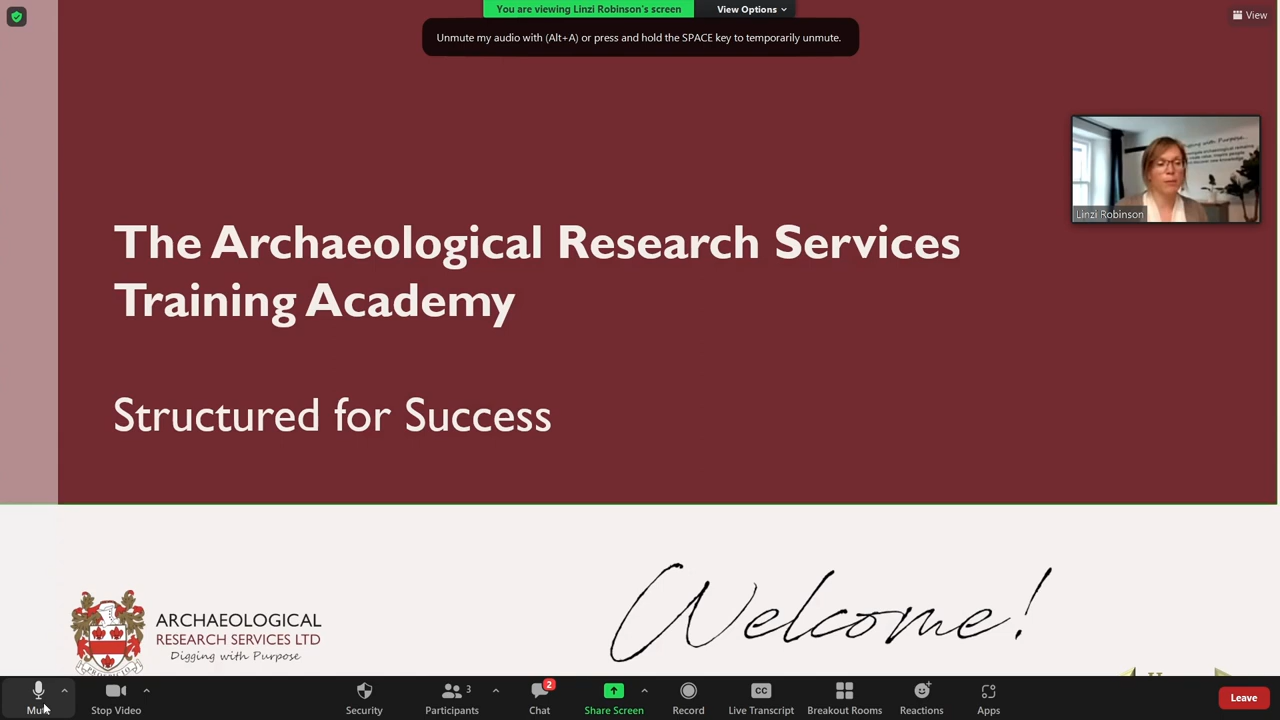 You are viewing Linzi Robinson's screen
View Options
View
Unmute my audio with (Alt+A) or press and hold the SPACE key to temporarily unmute.
Digging with Purpose..
Linzi Robinson
The Archaeological Research Services
Training Academy
Structured for Success
Welcome!
ARCHAEOLOGICAL
RESEARCH SERVICES LTD
Digging with Purpose
Mute
Stop Video
Security
Participants
3
Chat
2
Share Screen
Record
CC
Live Transcript
Breakout Rooms
Reactions
Apps
Leave